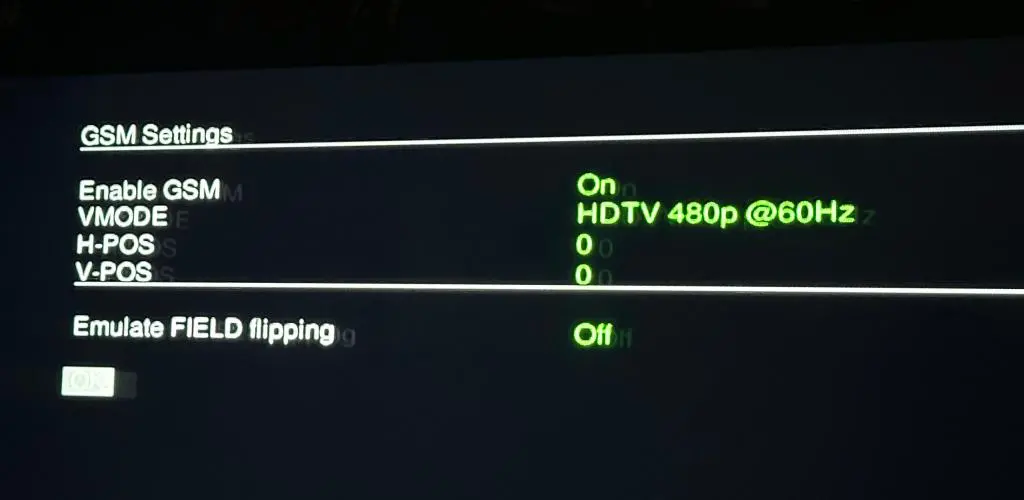 GSM Settings
Enable GSM On
VMODE HDTV 480p @60Hz
H-POS 0
V-POS 0
Emulate FIELD flipping Off
OK